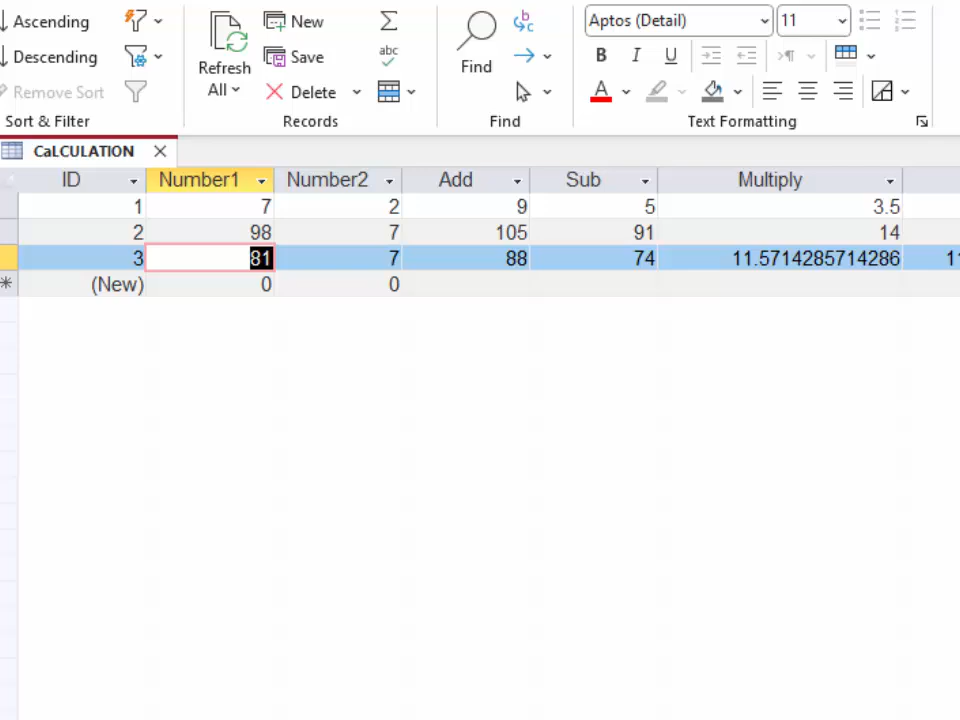 Ascending
New
Aptos (Detail)
11
Descending
Refresh
All
Save
abc
Find
B I U
Remove Sort
Delete
A
Sort & Filter
Records
Find
Text Formatting
CaLCULATION
ID Number1 Number2 Add Sub Multiply
1 7 2 9 5 3.5
2 98 7 105 91 14
3 81 7 88 74 11.5714285714286
(New) 0 0